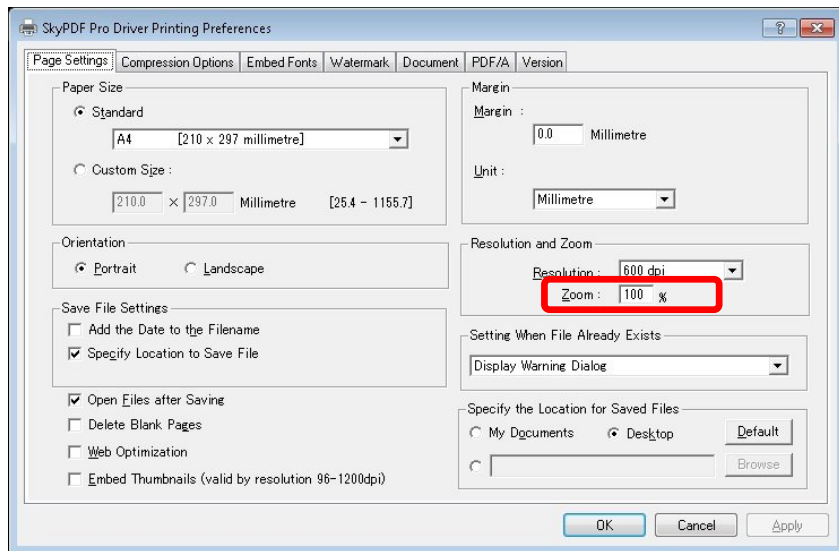 SkyPDF Pro Driver Printing Preferences
Page Settings Compression Options Embed Fonts Watermark Document PDF/A Version
Paper Size
Standard
A4 [210 x 297 millimetre]
Custom Size :
210.0 × 297.0 Millimetre [25.4 - 1155.7]
Orientation
Portrait Landscape
Save File Settings
Add the Date to the Filename
Specify Location to Save File
Open Files after Saving
Delete Blank Pages
Web Optimization
Embed Thumbnails (valid by resolution 96-1200dpi)
Margin
Margin :
0.0 Millimetre
Unit :
Millimetre
Resolution and Zoom
Resolution : 600 dpi
Zoom : 100 %
Setting When File Already Exists
Display Warning Dialog
Specify the Location for Saved Files
My Documents Desktop Default
Browse
OK Cancel Apply